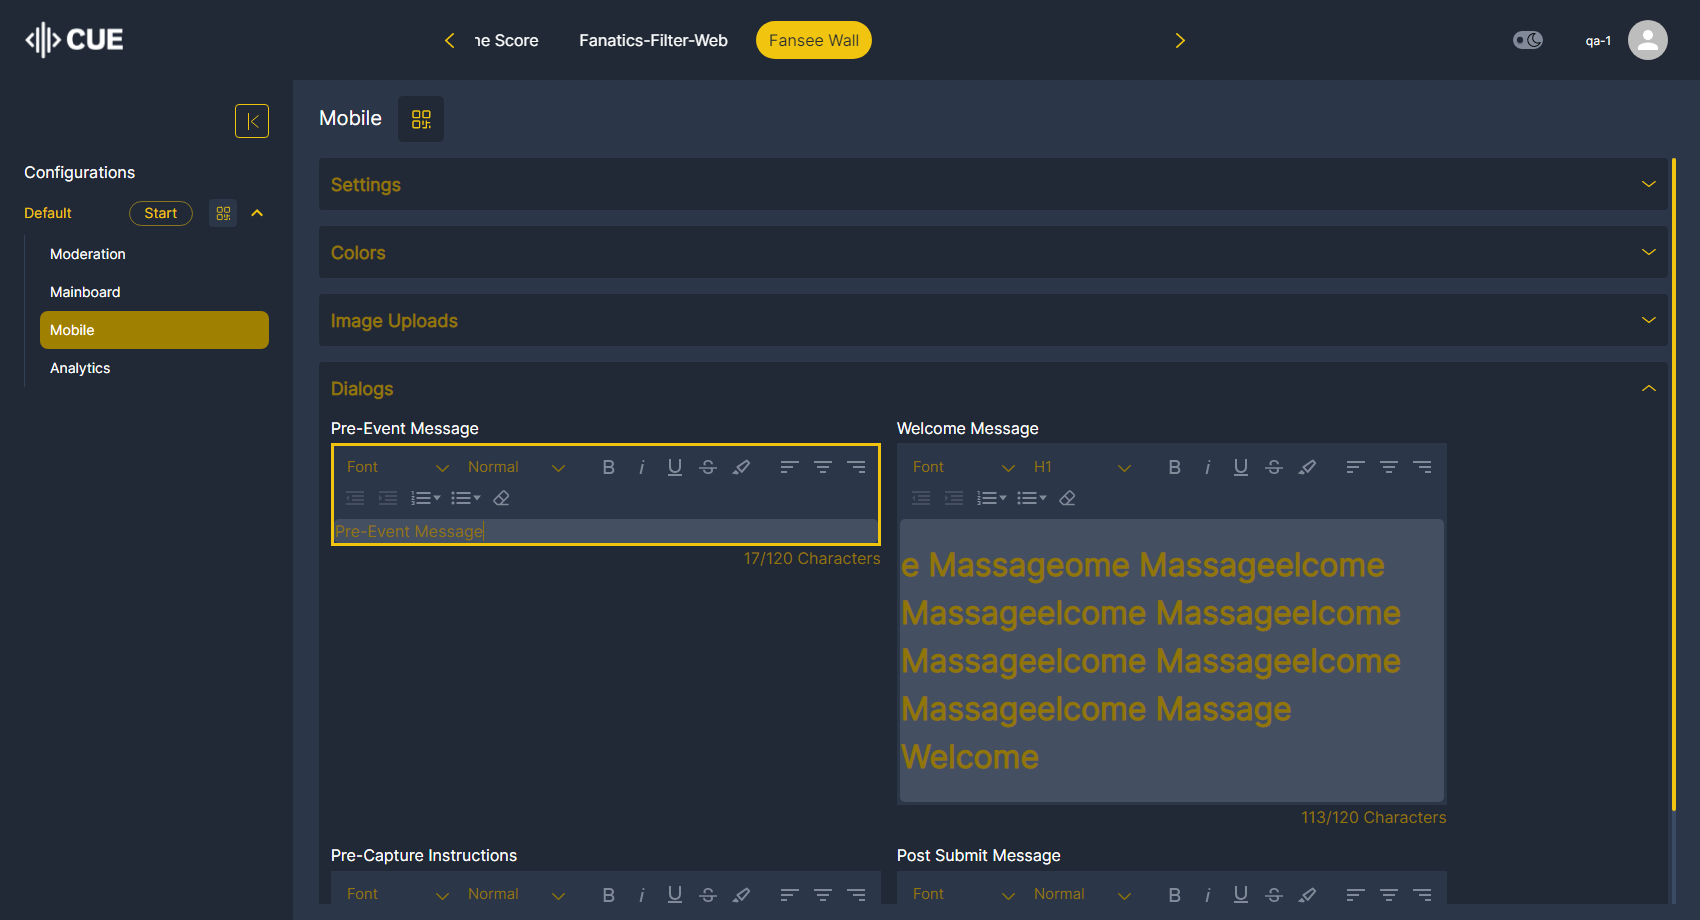 CUE
ne Score
Fanatics-Filter-Web
Fansee Wall
qa-1
Mobile
Configurations
Default
Start
Moderation
Mainboard
Mobile
Analytics
Settings
Colors
Image Uploads
Dialogs
Pre-Event Message
Font
Normal
B
i
U
S
Pre-Event Message
17/120 Characters
Welcome Message
Font
H1
B
i
U
S
e Massageome Massageelcome
Massageelcome Massageelcome
Massageelcome Massageelcome
Massageelcome Massage
Welcome
113/120 Characters
Pre-Capture Instructions
Font
Normal
B
i
U
S
Post Submit Message
Font
Normal
B
i
U
S